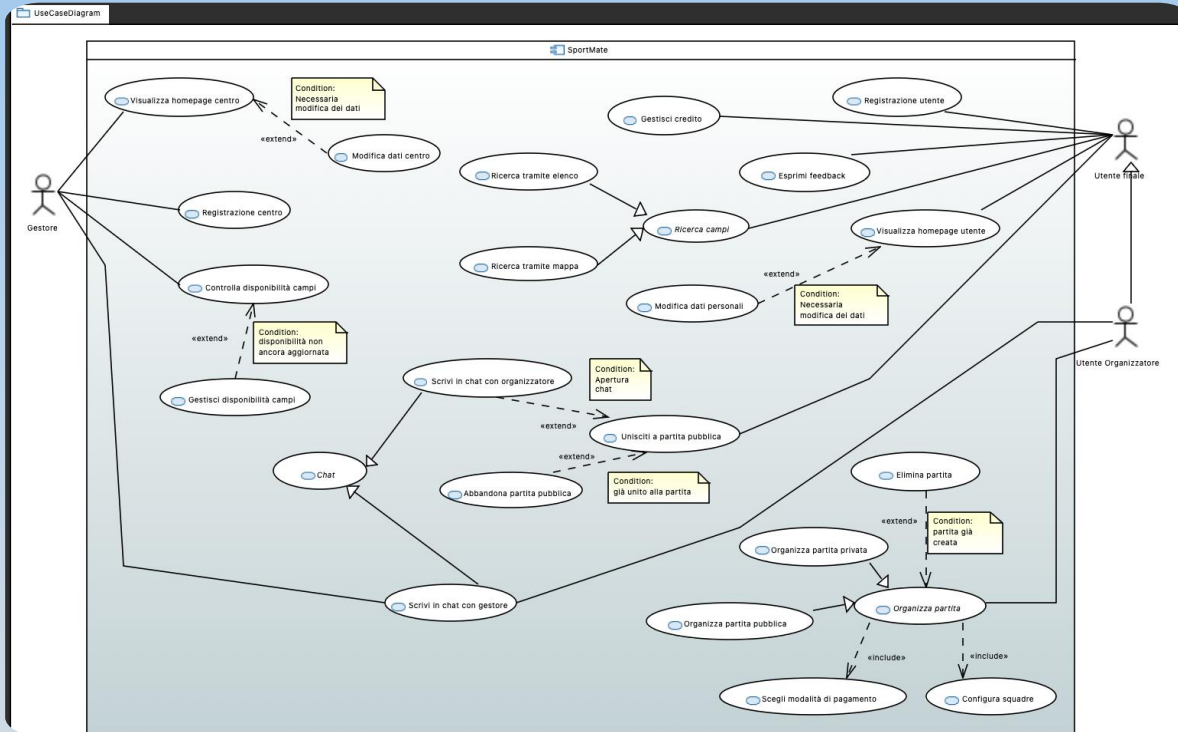 UseCaseDiagram
SportMate
Visualizza homepage centro
Condition:
Necessaria
modifica dei dati
Registrazione utente
Gestisci credito
«extend»
Modifica dati centro
Ricerca tramite elenco
Esprimi feedback
Utente finale
Registrazione centro
Gestore
Ricerca campi
Visualizza homepage utente
Ricerca tramite mappa
«extend»
Controlla disponibilità campi
Modifica dati personali
Condition:
Necessaria
modifica dei dati
«extend»
Condition:
disponibilità non
ancora aggiornata
Utente Organizzatore
Condition:
Apertura
chat
Scrivi in chat con organizzatore
Gestisci disponibilità campi
«extend»
Unisciti a partita pubblica
«extend»
Chat
Elimina partita
Condition:
già unito alla partita
Abbandona partita pubblica
«extend»
Condition:
partita già
creata
Organizza partita privata
Scrivi in chat con gestore
Organizza partita
Organizza partita pubblica
«include»
«include»
Scegli modalità di pagamento
Configura squadre